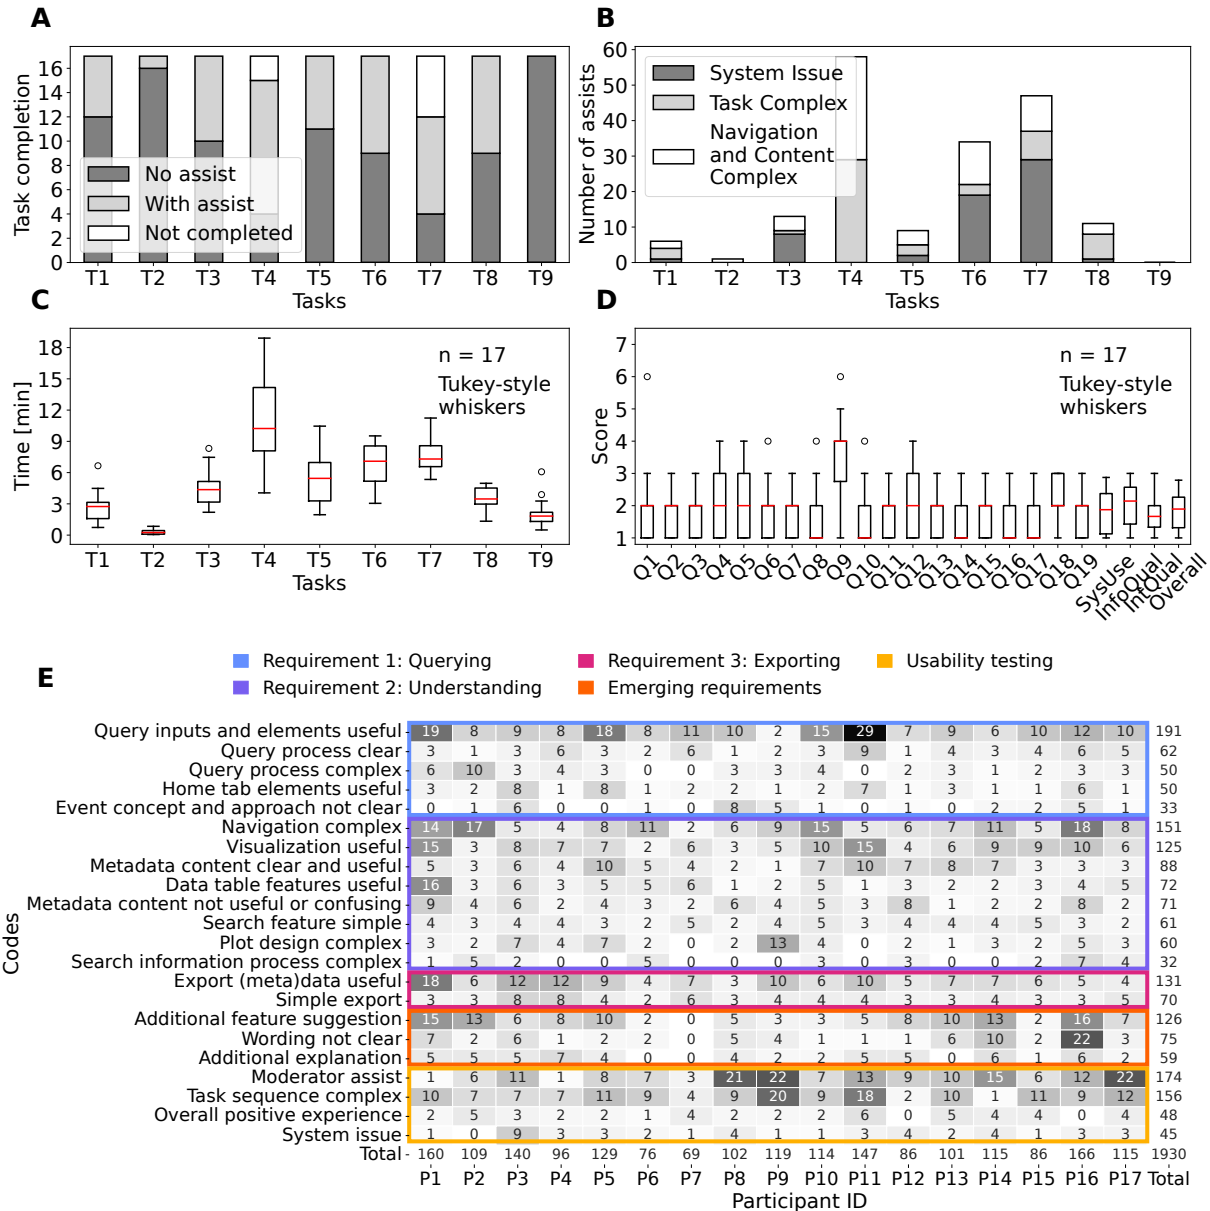 A
Task completion
16
14
12
10
8
6
4
2
0
No assist
With assist
Not completed
T1 T2 T3 T4 T5 T6 T7 T8 T9
Tasks
B
Number of assists
60
50
40
30
20
10
0
System Issue
Task Complex
Navigation
and Content
Complex
T1 T2 T3 T4 T5 T6 T7 T8 T9
Tasks
C
Time [min]
18
15
12
9
6
3
0
n = 17
Tukey-style
whiskers
T1 T2 T3 T4 T5 T6 T7 T8 T9
Tasks
D
Score
7
6
5
4
3
2
1
n = 17
Tukey-style
whiskers
Q1 Q2 Q3 Q4 Q5 Q6 Q7 Q8 Q9 Q10 Q11 Q12 Q13 Q14 Q15 Q16 Q17 Q18 Q19 SysUse InfoQual IntQual Overall
E
Requirement 1: Querying
Requirement 3: Exporting
Usability testing
Requirement 2: Understanding
Emerging requirements
Codes
Query inputs and elements useful 19 8 9 8 18 8 11 10 2 15 29 7 9 6 10 12 10 191
Query process clear 3 1 3 6 3 2 6 1 2 3 9 1 4 3 4 6 5 62
Query process complex 6 10 3 4 3 0 0 3 3 4 0 2 3 1 2 3 3 50
Home tab elements useful 3 2 8 1 8 1 2 2 1 2 7 1 3 1 1 6 1 50
Event concept and approach not clear 0 1 6 0 0 1 0 8 5 1 0 1 0 2 2 5 1 33
Navigation complex 14 17 5 4 8 11 2 6 9 15 5 6 7 11 5 18 8 151
Visualization useful 15 3 8 7 7 2 6 3 5 10 15 4 6 9 9 10 6 125
Metadata content clear and useful 5 3 6 4 10 5 4 2 1 7 10 7 8 7 3 3 3 88
Data table features useful 16 3 6 3 5 5 6 1 2 5 1 3 2 2 3 4 5 72
Metadata content not useful or confusing 9 4 6 2 4 3 2 6 4 5 3 8 1 2 2 8 2 71
Search feature simple 4 3 4 4 3 2 5 2 4 5 3 4 4 4 5 3 2 61
Plot design complex 3 2 7 4 7 2 0 2 13 4 0 2 1 3 2 5 3 60
Search information process complex 1 5 2 0 0 5 0 0 0 3 0 3 0 2 0 7 4 32
Export (meta)data useful 18 6 12 12 9 4 7 3 10 6 10 5 7 7 6 5 4 131
Simple export 3 3 8 8 4 2 6 3 4 4 4 3 3 4 3 3 5 70
Additional feature suggestion 15 13 6 8 10 2 0 5 3 3 5 8 10 13 2 16 7 126
Wording not clear 7 2 6 1 2 2 0 5 4 1 1 1 6 10 2 22 3 75
Additional explanation 5 5 5 7 4 0 0 4 2 2 5 5 0 6 1 6 2 59
Moderator assist 1 6 11 1 8 7 3 21 22 7 13 9 10 15 6 12 22 174
Task sequence complex 10 7 7 7 11 9 4 9 20 9 18 2 10 1 11 9 12 156
Overall positive experience 2 5 3 2 2 1 4 2 2 2 6 0 5 4 4 0 4 48
System issue 1 0 9 3 3 2 1 4 1 1 3 4 2 4 1 3 3 45
Total 160 109 140 96 129 76 69 102 119 114 147 86 101 115 86 166 115 1930
P1 P2 P3 P4 P5 P6 P7 P8 P9 P10 P11 P12 P13 P14 P15 P16 P17 Total
Participant ID